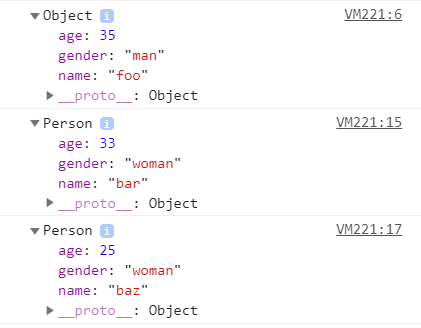 ▼Object i VM221:6
age: 35
gender: "man"
name: "foo"
▶__proto__: Object
▼Person i VM221:15
age: 33
gender: "woman"
name: "bar"
▶__proto__: Object
▼Person i VM221:17
age: 25
gender: "woman"
name: "baz"
▶__proto__: Object